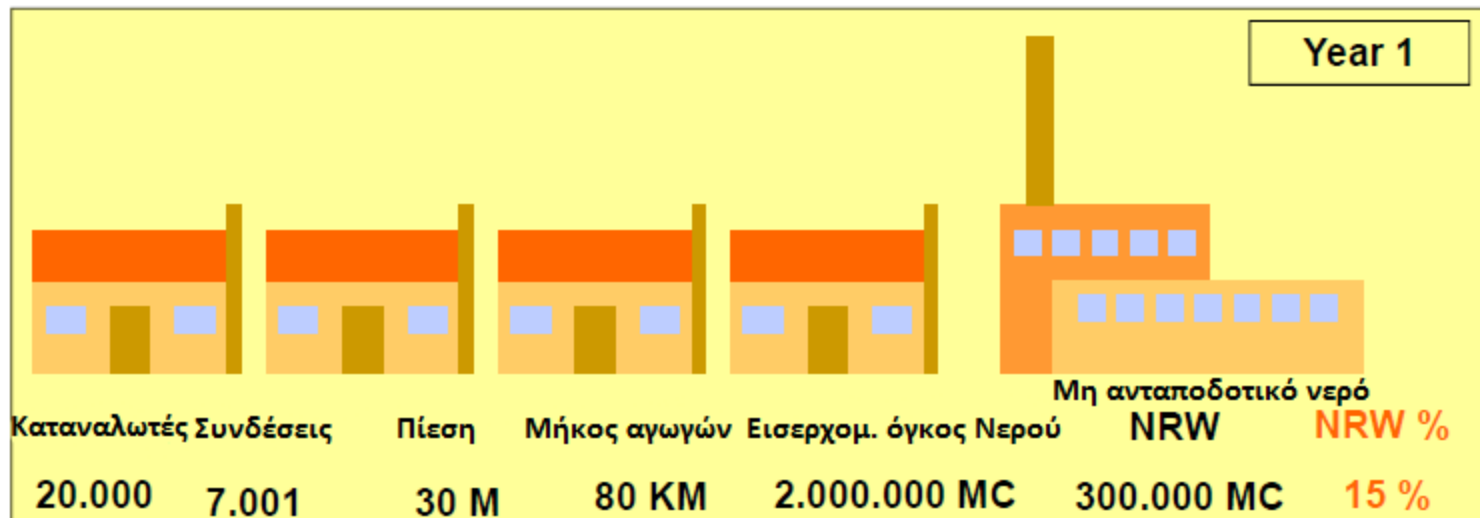 Year 1
Μη ανταποδοτικό νερό
Καταναλωτές Συνδέσεις Πίεση Μήκος αγωγών Εισερχομ. όγκος Νερού NRW NRW %
20.000 7.001 30 M 80 KM 2.000.000 MC 300.000 MC 15 %